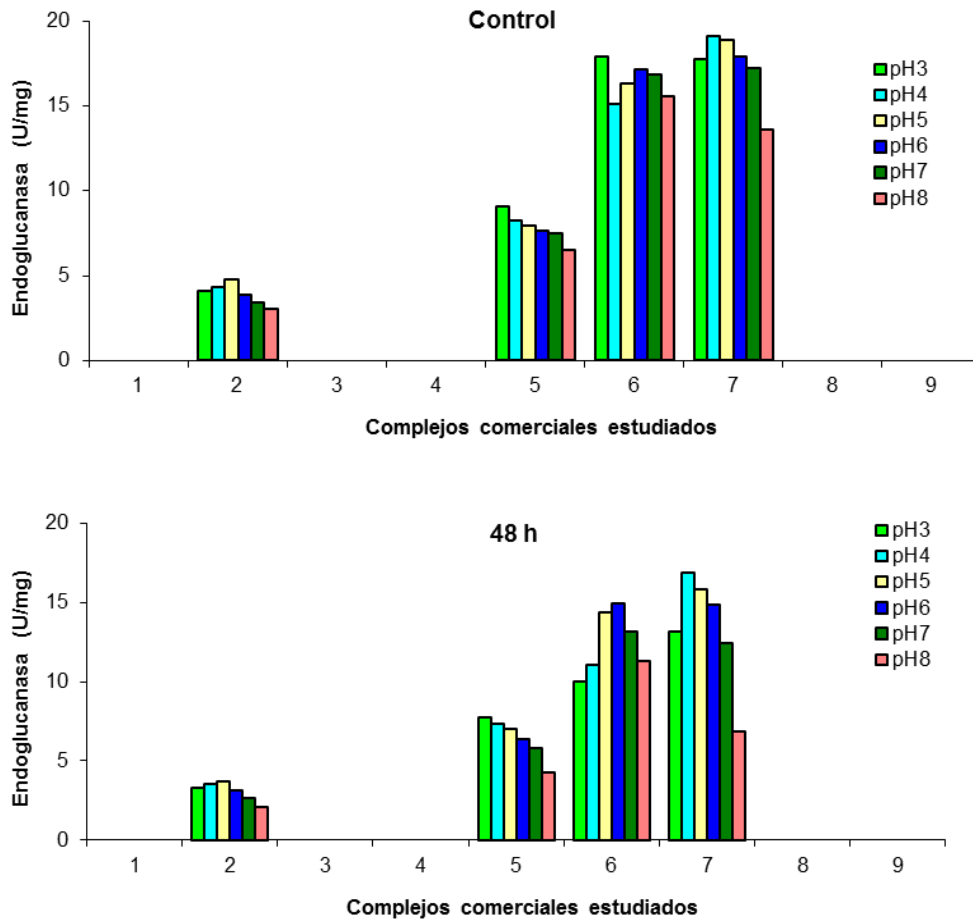 Control
Endoglucanasa (U/mg)
20
15
10
5
0
pH3
pH4
pH5
pH6
pH7
pH8
1 2 3 4 5 6 7 8 9
Complejos comerciales estudiados
48 h
Endoglucanasa (U/mg)
20
15
10
5
0
pH3
pH4
pH5
pH6
pH7
pH8
1 2 3 4 5 6 7 8 9
Complejos comerciales estudiados